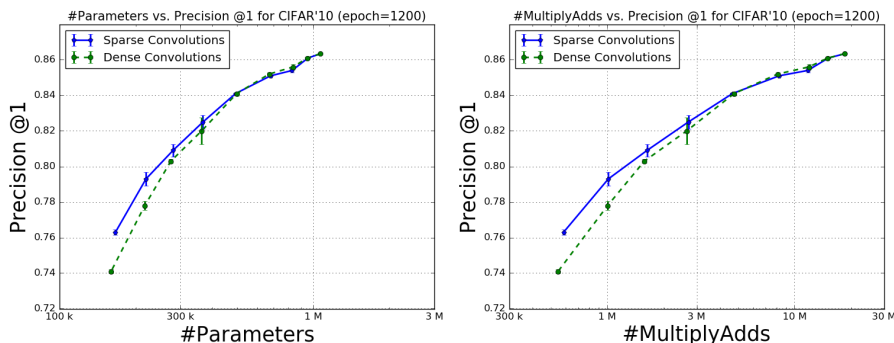 #Parameters vs. Precision @1 for CIFAR'10 (epoch=1200)
0.86
0.84
0.82
0.80
0.78
0.76
0.74
0.72
Precision @1
Sparse Convolutions
Dense Convolutions
100 k
300 k
1 M
3 M
#Parameters
#MultiplyAdds vs. Precision @1 for CIFAR'10 (epoch=1200)
0.86
0.84
0.82
0.80
0.78
0.76
0.74
0.72
Precision @1
Sparse Convolutions
Dense Convolutions
300 k
1 M
3 M
10 M
30 M
#MultiplyAdds